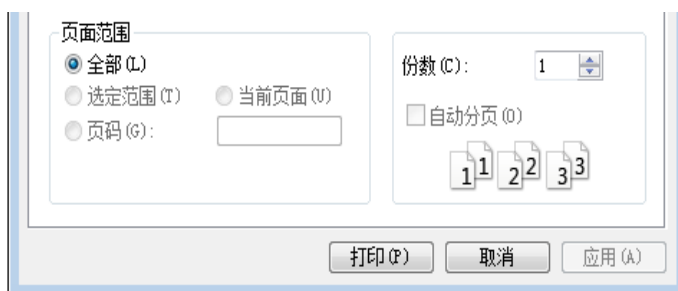 页面范围
全部(L)
选定范围(T) 当前页面(U)
页码(G):
份数(C): 1
自动分页(O)
1 1 2 2 3 3
打印(P) 取消 应用(A)